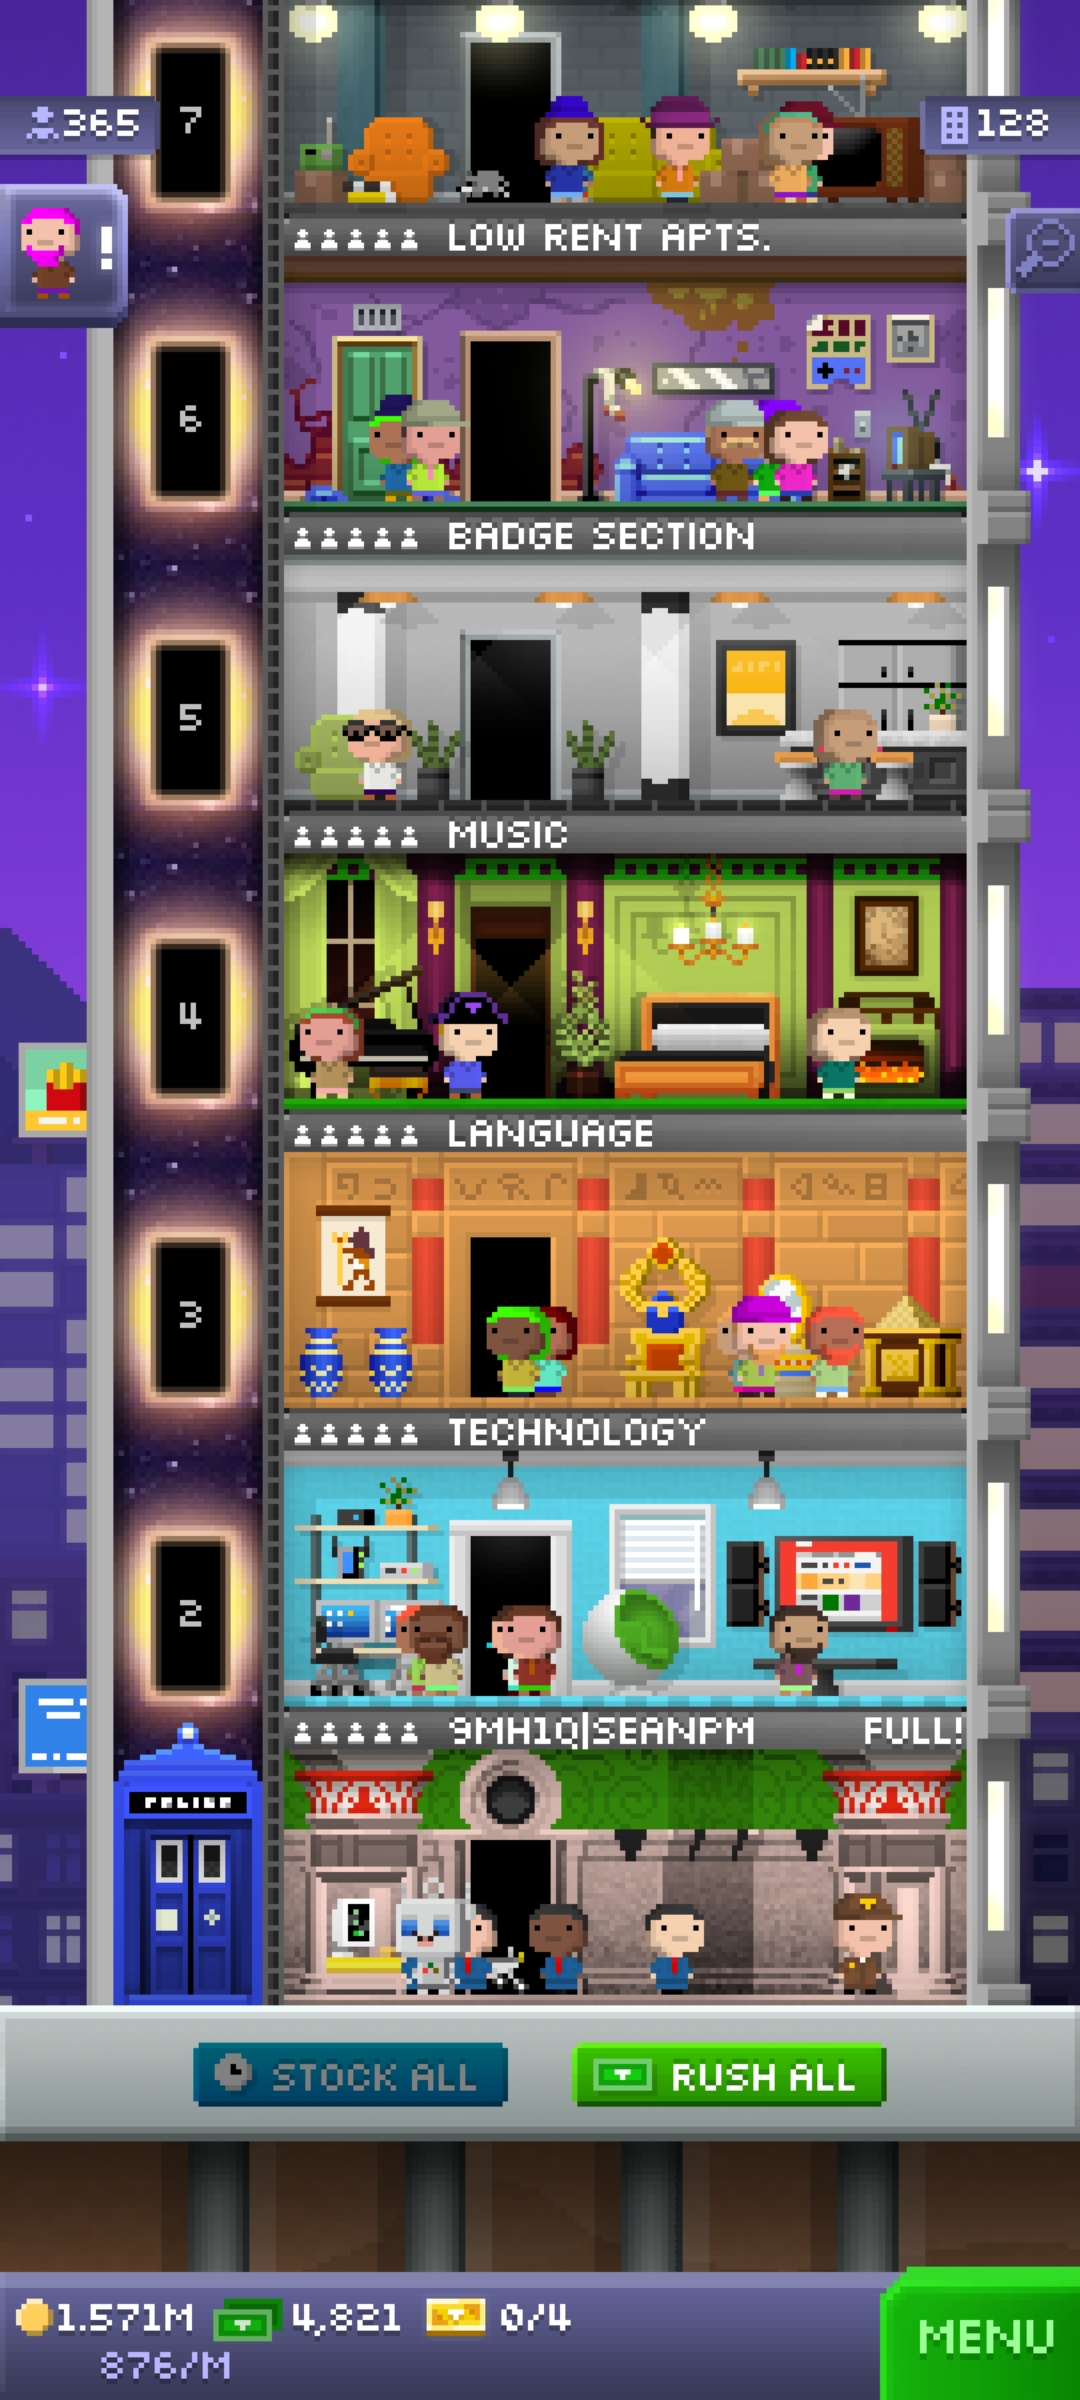 7
365
128
!
LOW RENT APTS.
6
BADGE SECTION
5
MUSIC
4
LANGUAGE
3
TECHNOLOGY
2
9MH1Q|SEANPM FULL!
POLICE
STOCK ALL
RUSH ALL
1.571M 4,821 0/4
876/M
MENU